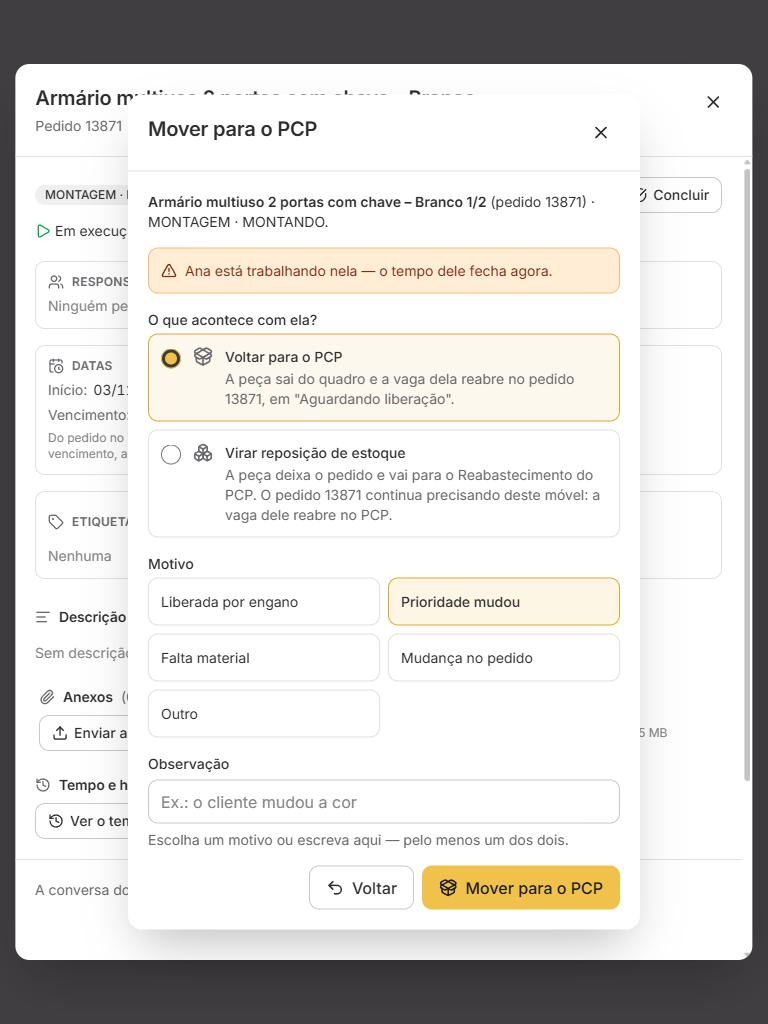 Armário
Pedido 13871
Mover para o PCP
MONTAGEM ·
Concluir
Em execuç
Armário multiuso 2 portas com chave – Branco 1/2 (pedido 13871) ·
MONTAGEM · MONTANDO.
Ana está trabalhando nela — o tempo dele fecha agora.
RESPONS
Ninguém pe
O que acontece com ela?
Voltar para o PCP
A peça sai do quadro e a vaga dela reabre no pedido
13871, em "Aguardando liberação".
DATAS
Início: 03/1
Vencimento:
Do pedido no
vencimento, a
Virar reposição de estoque
A peça deixa o pedido e vai para o Reabastecimento do
PCP. O pedido 13871 continua precisando deste móvel: a
vaga dele reabre no PCP.
ETIQUETA
Nenhuma
Motivo
Liberada por engano
Prioridade mudou
Falta material
Mudança no pedido
Outro
Descrição
Sem descriçã
Anexos
Enviar a
5 MB
Observação
Ex.: o cliente mudou a cor
Escolha um motivo ou escreva aqui — pelo menos um dos dois.
Tempo e h
Ver o ten
Voltar
Mover para o PCP
A conversa do